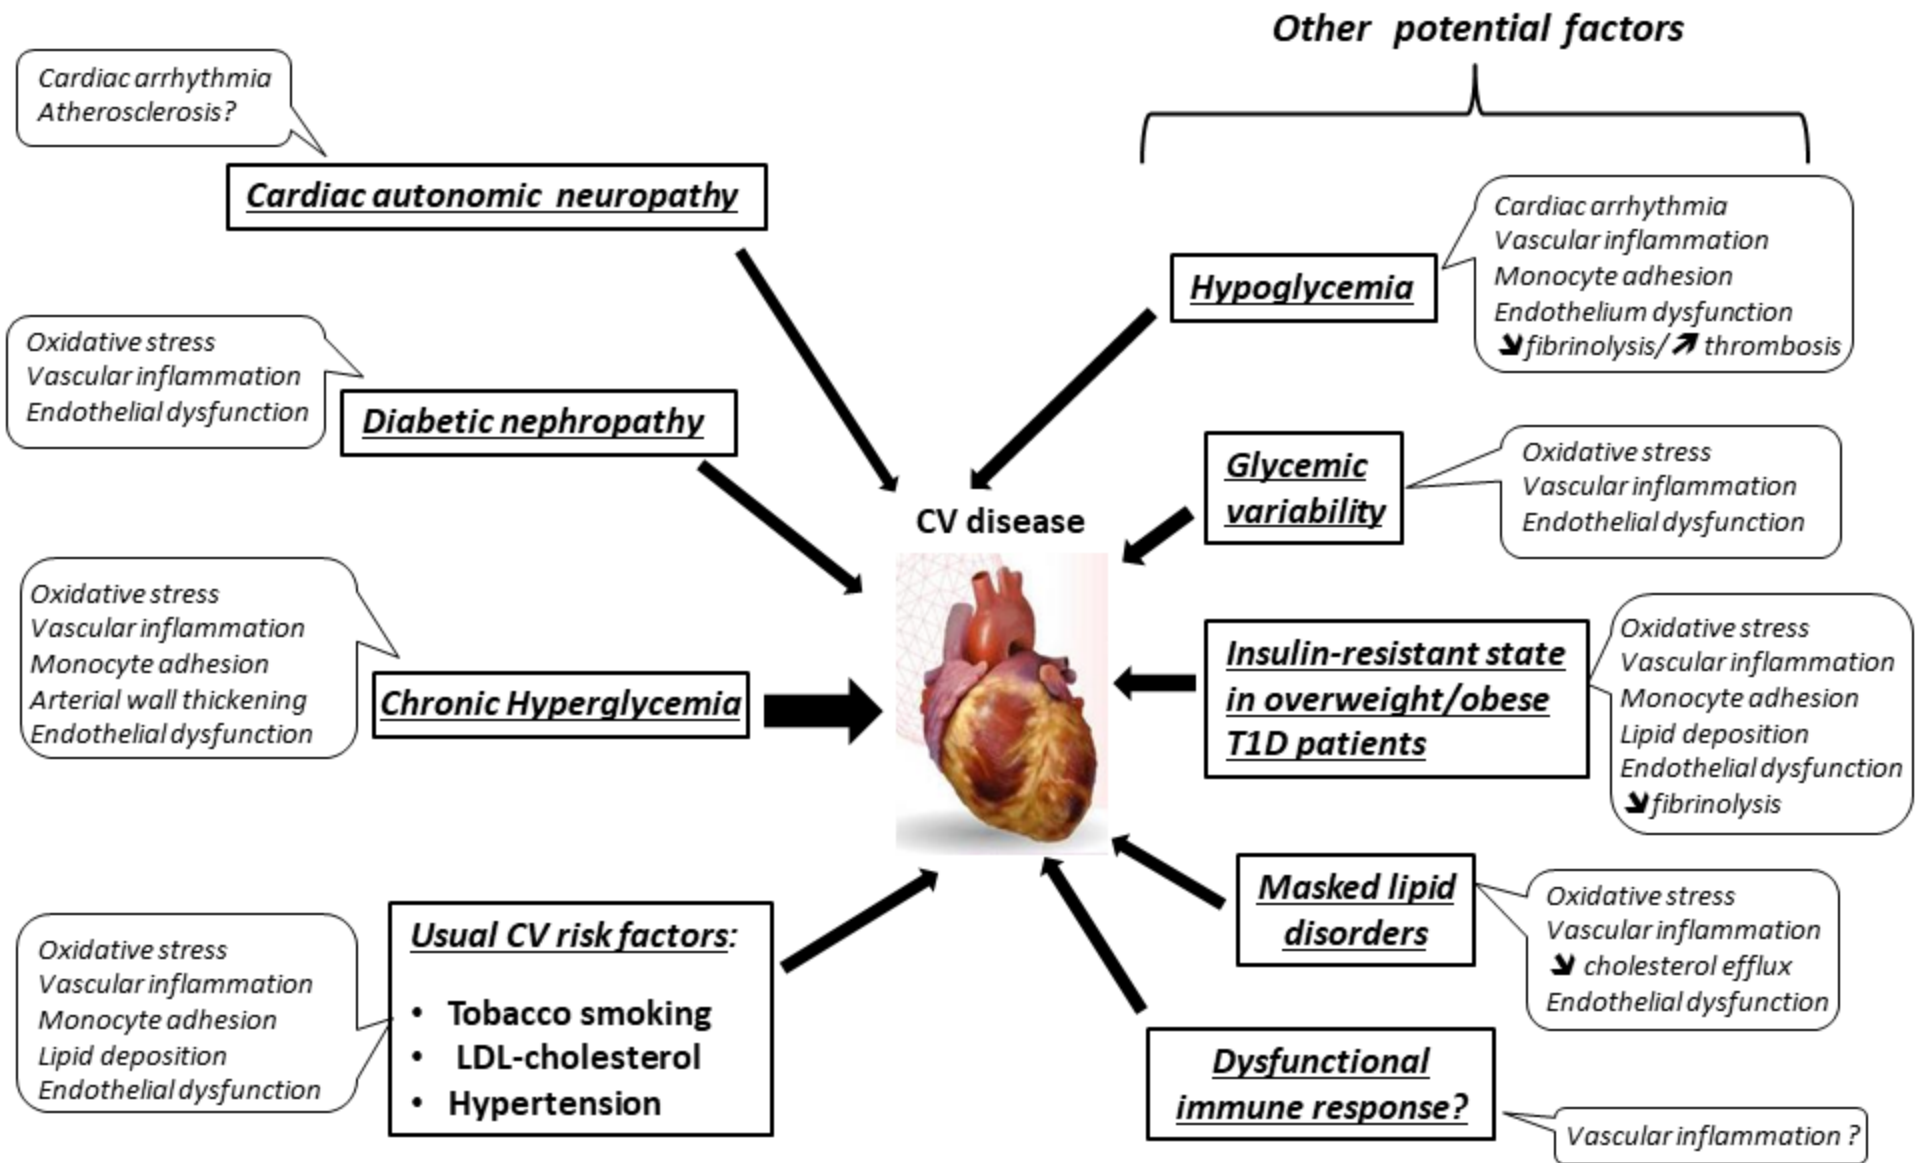 Other potential factors
Cardiac arrhythmia
Atherosclerosis?
Cardiac autonomic neuropathy
Oxidative stress
Vascular inflammation
Endothelial dysfunction
Diabetic nephropathy
Oxidative stress
Vascular inflammation
Monocyte adhesion
Arterial wall thickening
Endothelial dysfunction
Chronic Hyperglycemia
Oxidative stress
Vascular inflammation
Monocyte adhesion
Lipid deposition
Endothelial dysfunction
Usual CV risk factors:
• Tobacco smoking
• LDL-cholesterol
• Hypertension
CV disease
Hypoglycemia
Cardiac arrhythmia
Vascular inflammation
Monocyte adhesion
Endothelium dysfunction
⬊fibrinolysis/⬈ thrombosis
Glycemic
variability
Oxidative stress
Vascular inflammation
Endothelial dysfunction
Insulin-resistant state
in overweight/obese
T1D patients
Oxidative stress
Vascular inflammation
Monocyte adhesion
Lipid deposition
Endothelial dysfunction
⬊fibrinolysis
Masked lipid
disorders
Oxidative stress
Vascular inflammation
⬊ cholesterol efflux
Endothelial dysfunction
Dysfunctional
immune response?
Vascular inflammation ?